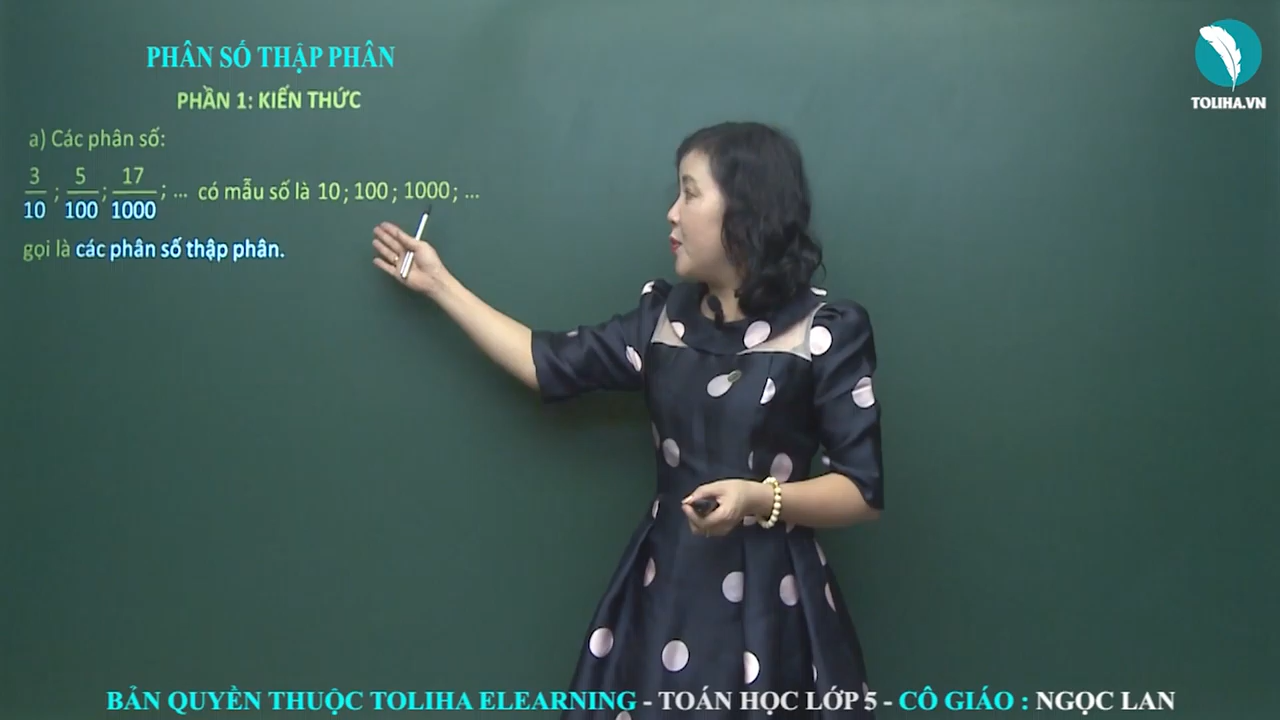 PHÂN SỐ THẬP PHÂN
PHẦN 1: KIẾN THỨC
a) Các phân số:
3/10 ; 5/100 ; 17/1000 ; ... có mẫu số là 10 ; 100 ; 1000 ; ...
gọi là các phân số thập phân.
TOLIHA.VN
BẢN QUYỀN THUỘC TOLIHA ELEARNING - TOÁN HỌC LỚP 5 - CÔ GIÁO : NGỌC LAN